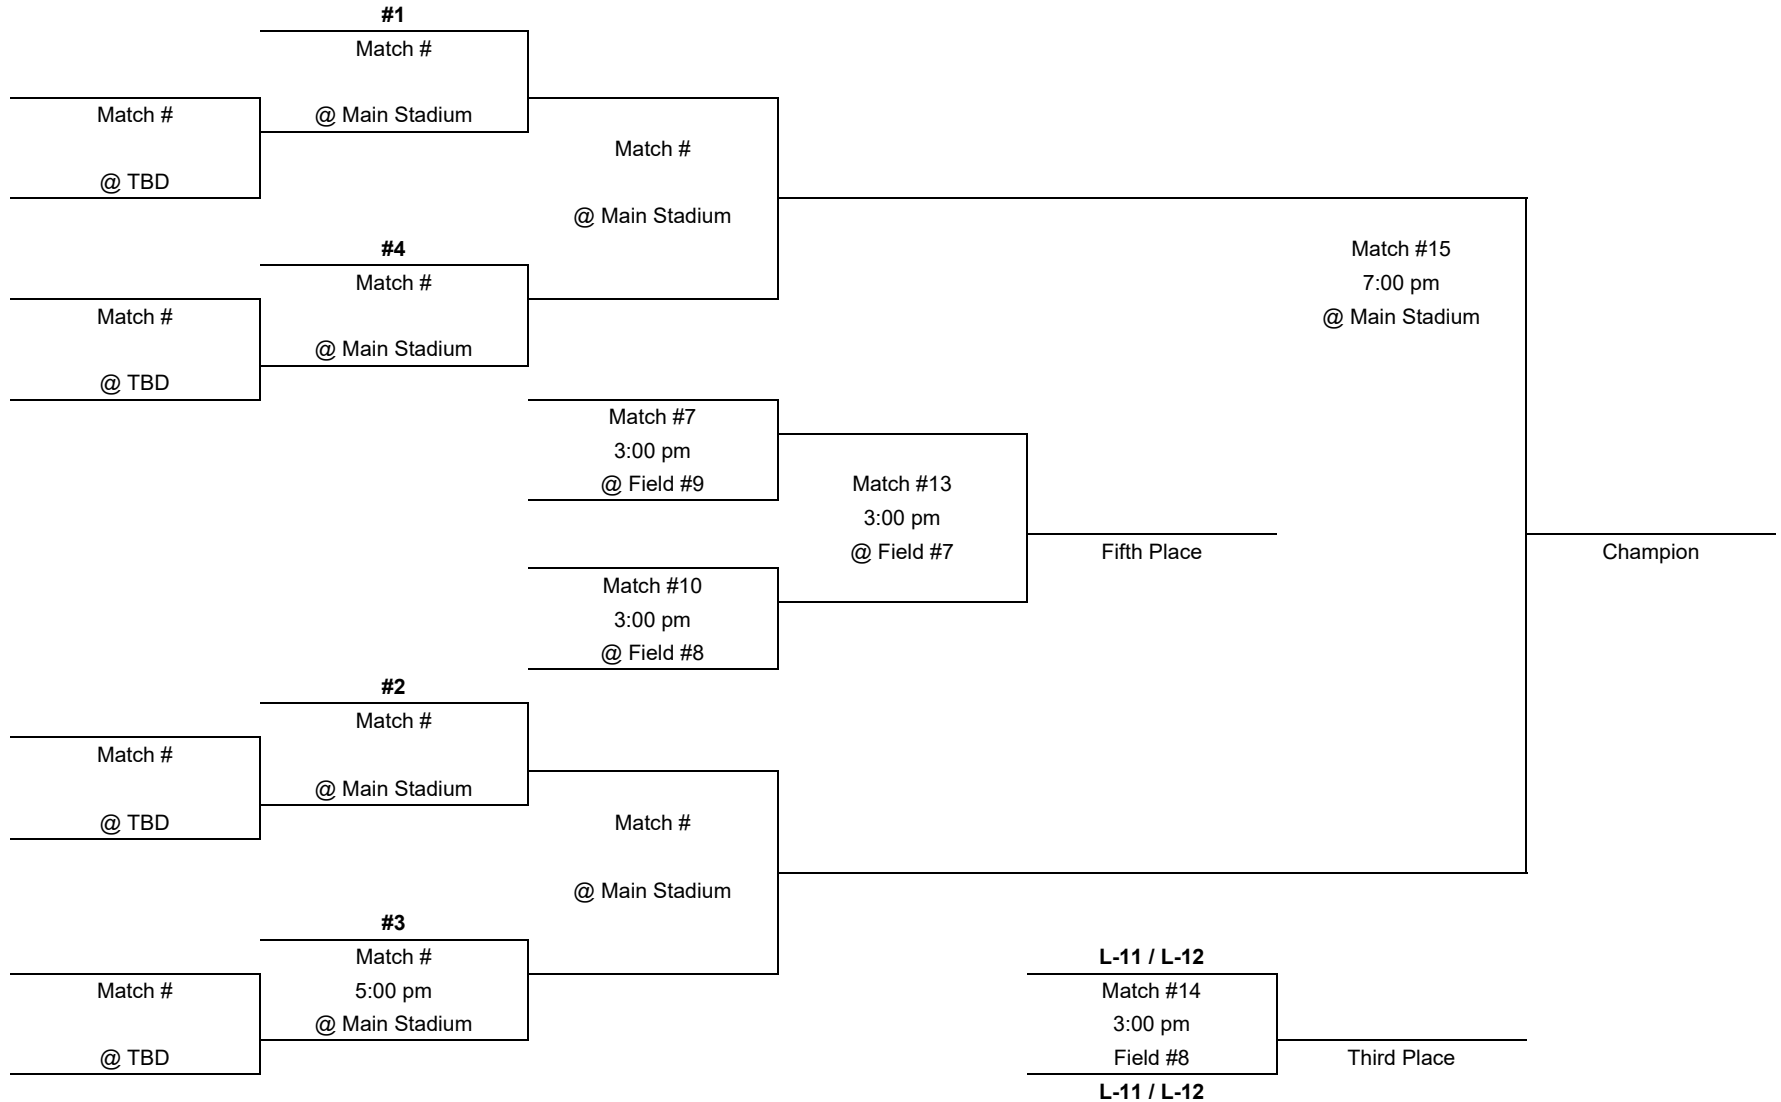 #1
Match #
@ Main Stadium
Match #
@ TBD
Match #
@ Main Stadium
#4
Match #
@ Main Stadium
Match #
@ TBD
Match #15
7:00 pm
@ Main Stadium
Match #7
3:00 pm
@ Field #9
Match #13
3:00 pm
@ Field #7
Fifth Place
Champion
Match #10
3:00 pm
@ Field #8
#2
Match #
@ Main Stadium
Match #
@ TBD
Match #
@ Main Stadium
#3
Match #
5:00 pm
@ Main Stadium
Match #
@ TBD
L-11 / L-12
Match #14
3:00 pm
Field #8
Third Place
L-11 / L-12